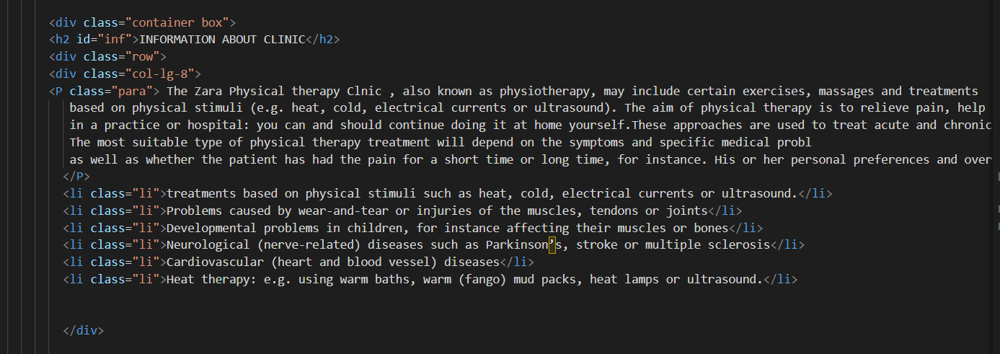 <div class="container box">
<h2 id="inf">INFORMATION ABOUT CLINIC</h2>
<div class="row">
<div class="col-lg-8">
<P class="para"> The Zara Physical therapy Clnic , also known as physiotherapy, may include certain exercises, massages and treatments
based on physical stimuli (e.g. heat, cold, electrical currents or ultrasound). The aim of physical therapy is to relieve pain, help
in a practice or hospital: you can and should continue doing it at home yourself.These approaches are used to treat acute and chronic
The most suitable type of physical therapy treatment will depend on the symptoms and specific medical probl
as well as whether the patient has had the pain for a short time or long time, for instance. His or her personal preferences and over
</P>
<li class="li">treatments based on physical stimuli such as heat, cold, electrical currents or ultrasound.</li>
<li class="li">Problems caused by wear-and-tear or injuries of the muscles, tendons or joints</li>
<li class="li">Developmental problems in children, for instance affecting their muscles or bones</li>
<li class="li">Neurological (nerve-related) diseases such as Parkinson’s, stroke or multiple sclerosis</li>
<li class="li">Cardiovascular (heart and blood vessel) diseases</li>
<li class="li">Heat therapy: e.g. using warm baths, warm (fango) mud packs, heat lamps or ultrasound.</li>
</div>